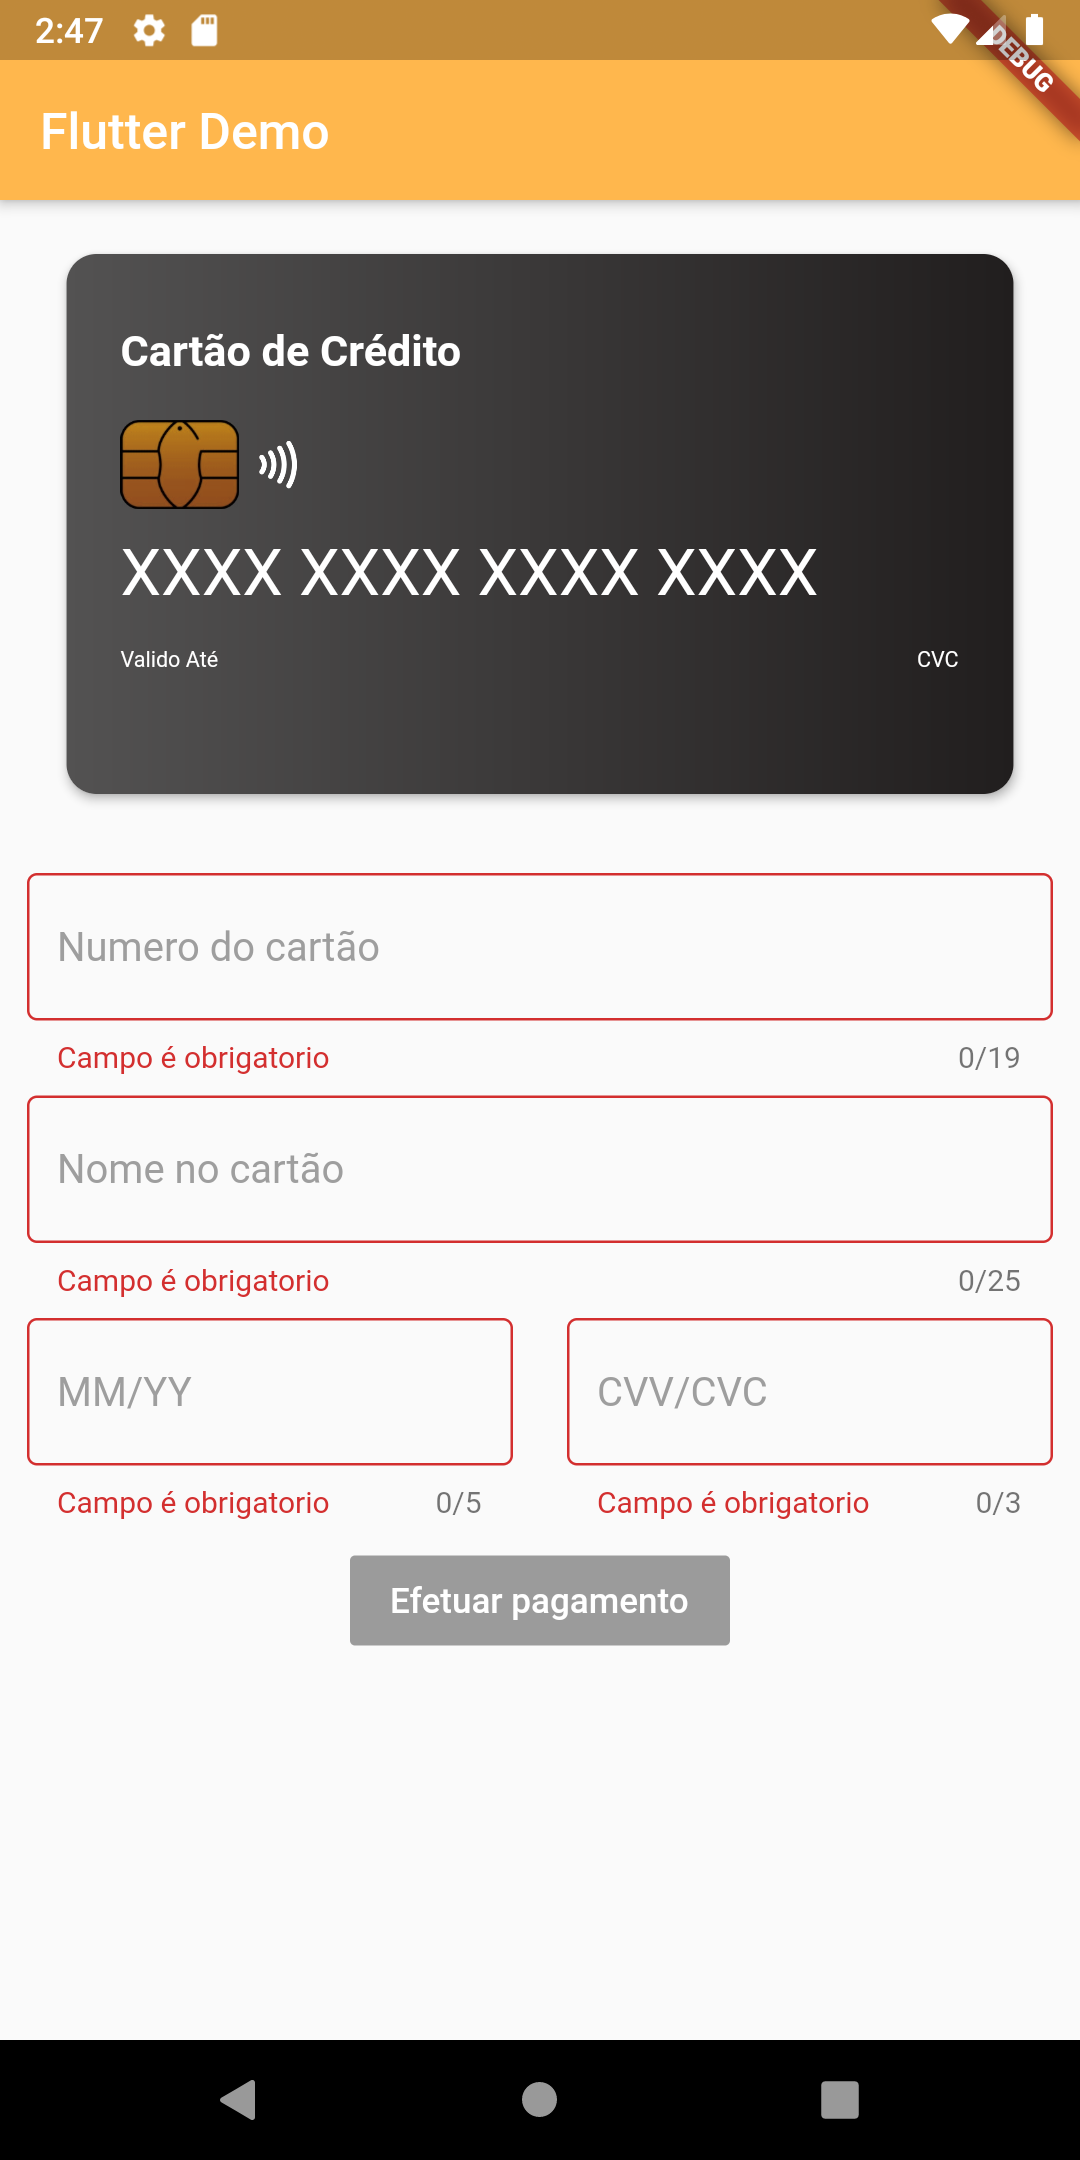 2:47
DEBUG
Flutter Demo
Cartão de Crédito
XXXX XXXX XXXX XXXX
Valido Até CVC
Numero do cartão
Campo é obrigatorio 0/19
Nome no cartão
Campo é obrigatorio 0/25
MM/YY CVV/CVC
Campo é obrigatorio 0/5 Campo é obrigatorio 0/3
Efetuar pagamento